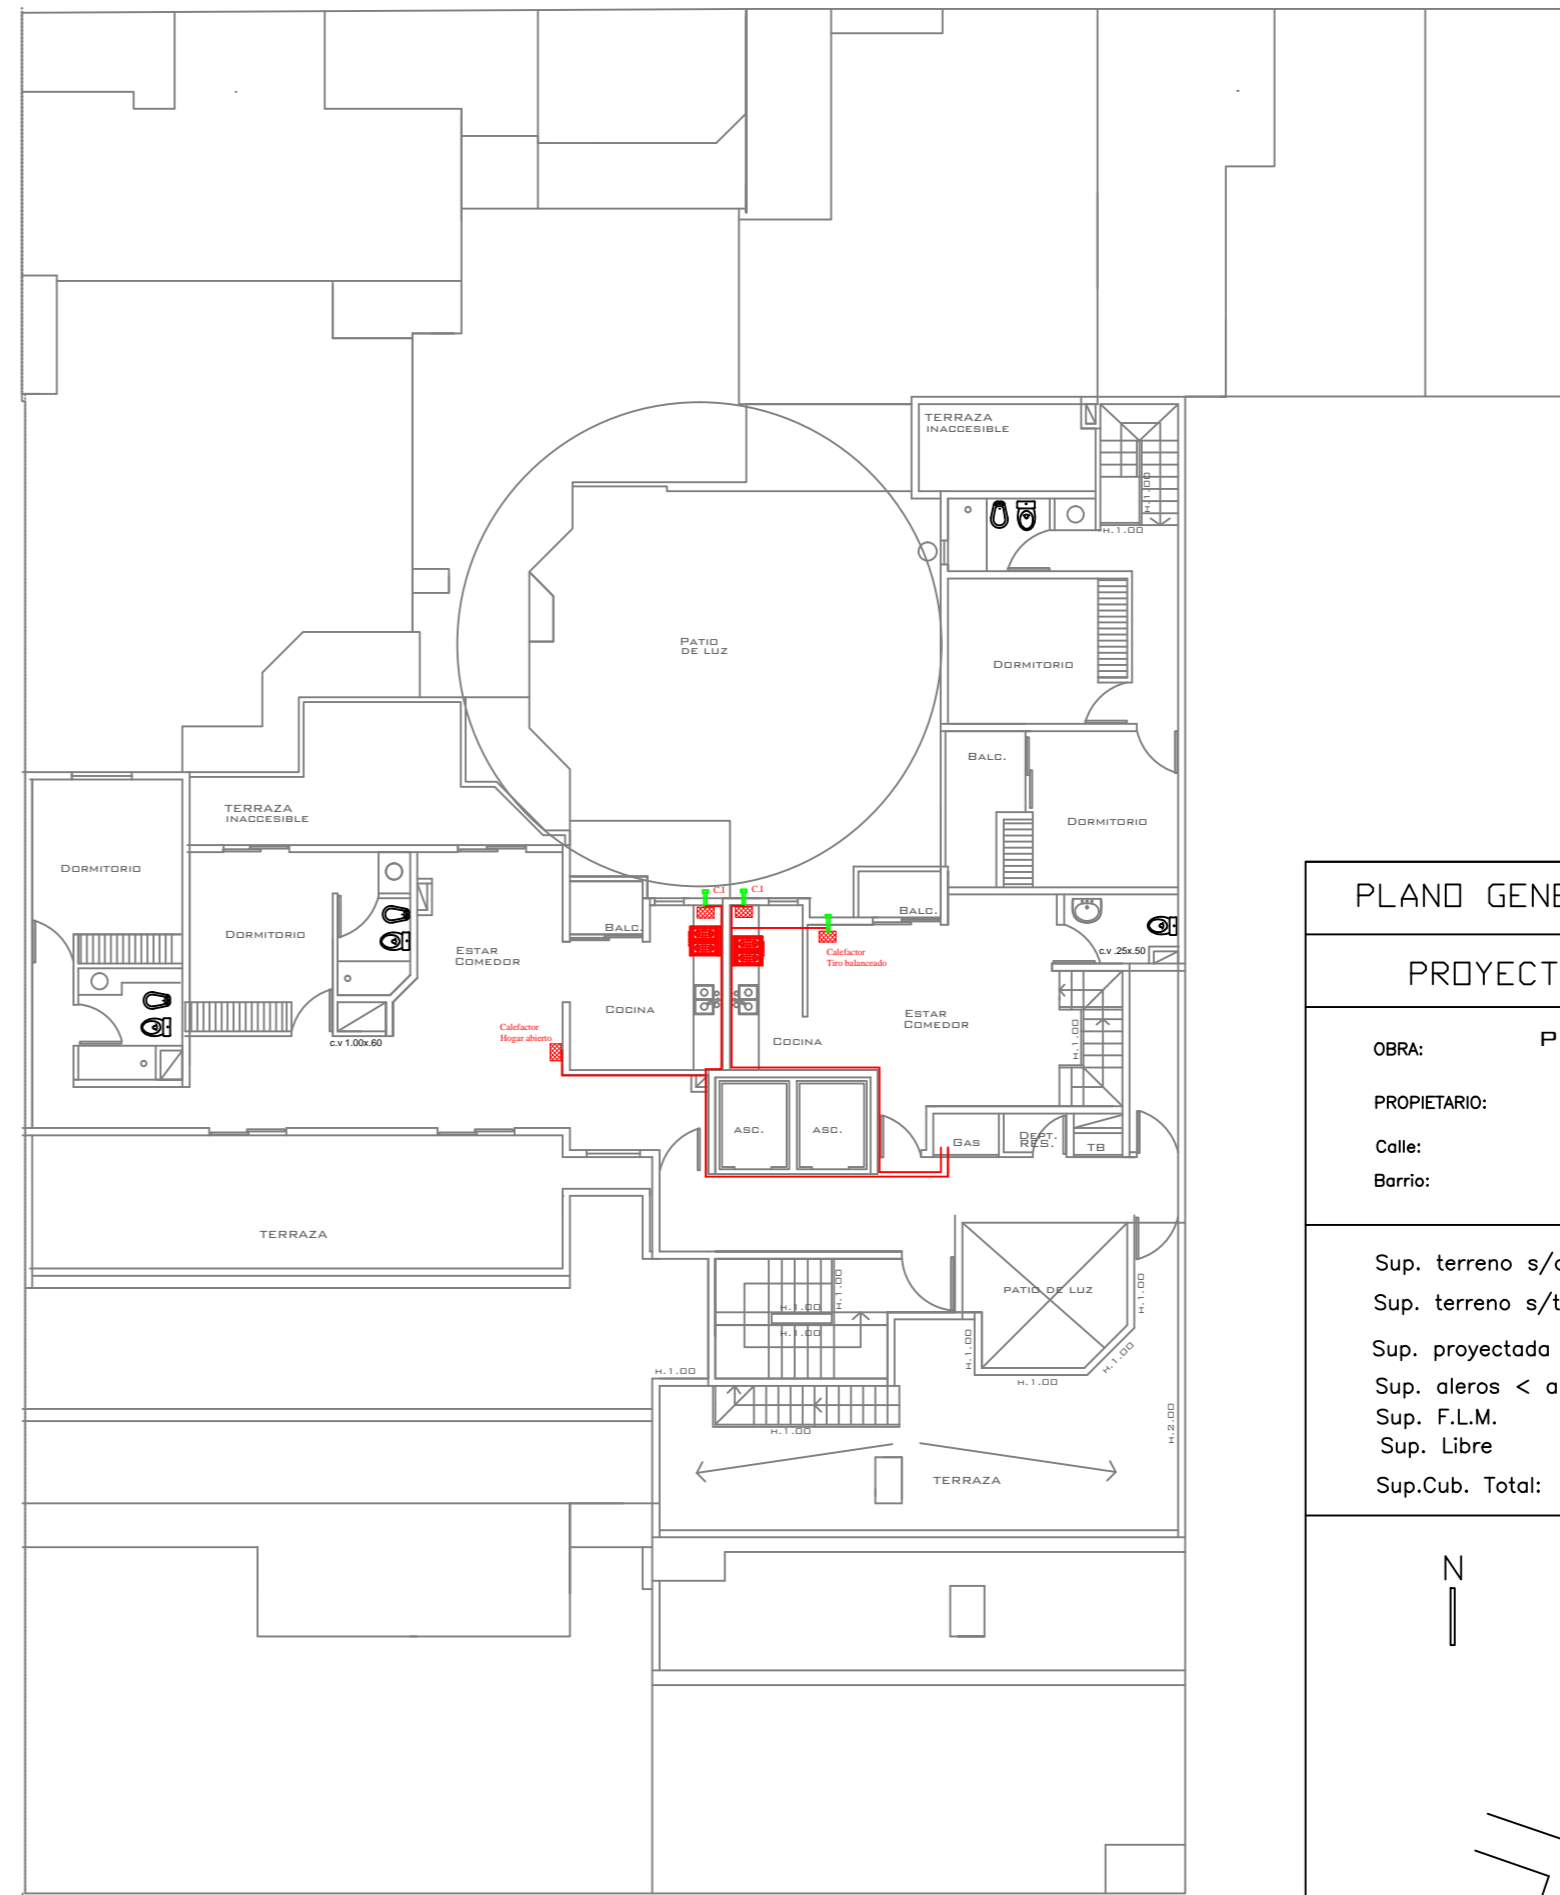 TERRAZA
INACCESIBLE
H.1.00
H.1.00
PATIO
DE LUZ
DORMITORIO
BALC.
DORMITORIO
TERRAZA
INACCESIBLE
DORMITORIO
DORMITORIO
ESTAR
COMEDOR
BALC.
C.I
C.I
BALC.
Calefactor
Tiro balanceado
c.v .25x.50
COCINA
COCINA
ESTAR
COMEDOR
H.1.00
Calefactor
Hogar abierto
c.v 1.00x.60
ASC.
ASC.
GAS
DEPT.
RES.
TB
TERRAZA
PATIO DE LUZ
H.1.00
H.1.00
H.1.00
H.1.00
H.1.00
H.1.00
H.1.00
H.1.00
H.1.00
H.1.00
H.2.00
TERRAZA
PLANO GENE
PROYECT
OBRA:
P
PROPIETARIO:
Calle:
Barrio:
Sup. terreno s/
Sup. terreno s/t
Sup. proyectada
Sup. aleros < a
Sup. F.L.M.
Sup. Libre
Sup.Cub. Total:
N